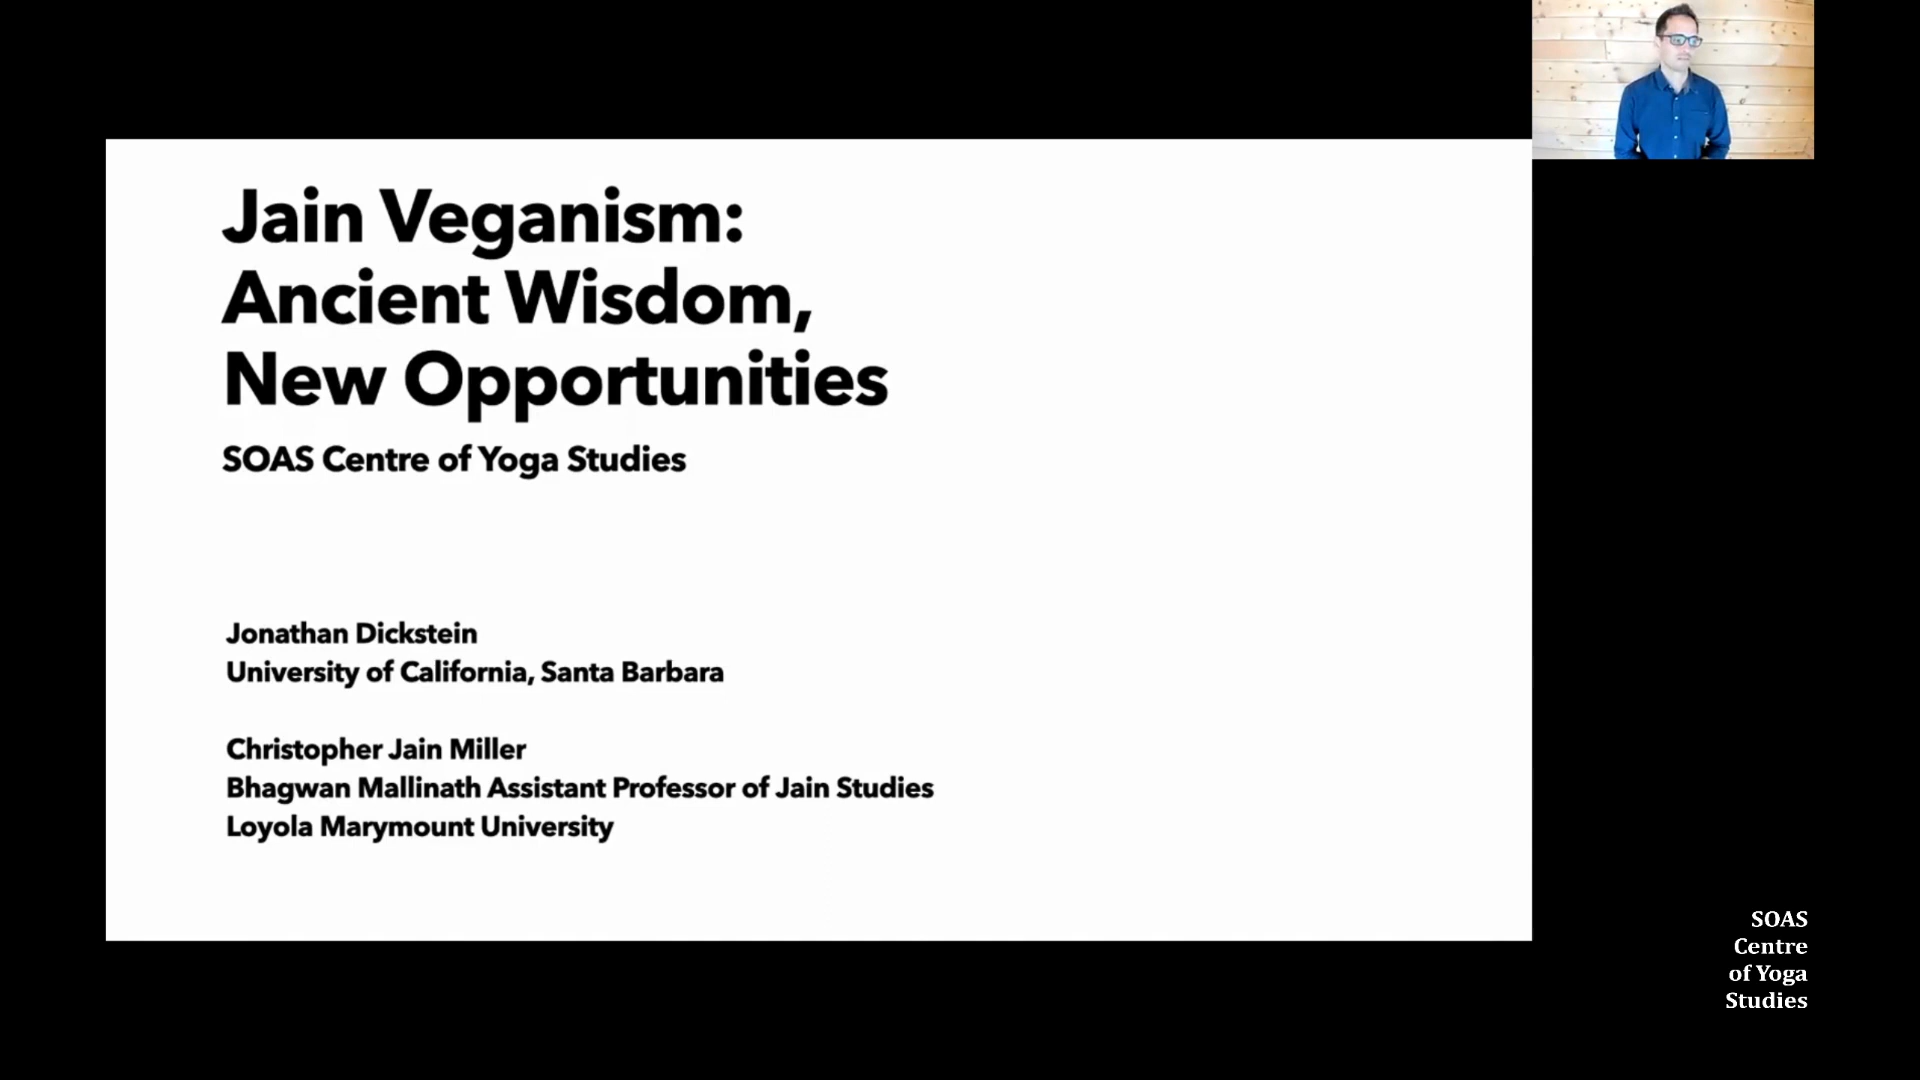 Jain Veganism:
Ancient Wisdom,
New Opportunities
SOAS Centre of Yoga Studies
Jonathan Dickstein
University of California, Santa Barbara
Christopher Jain Miller
Bhagwan Mallinath Assistant Professor of Jain Studies
Loyola Marymount University
SOAS
Centre
of Yoga
Studies